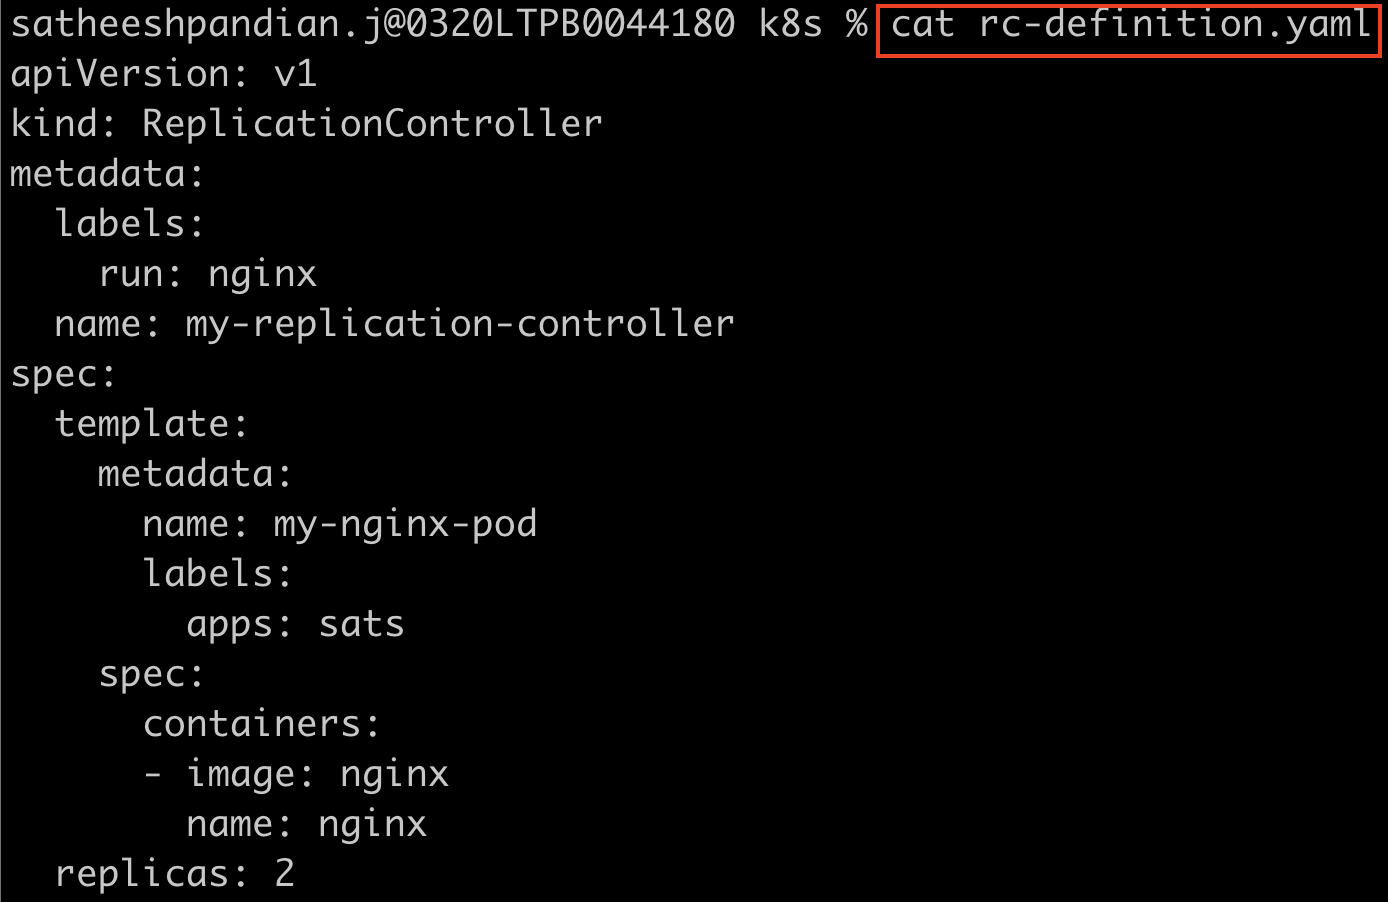 satheeshpandian.j@0320LTPB0044180 k8s % cat rc-definition.yaml
apiVersion: v1
kind: ReplicationController
metadata:
  labels:
    run: nginx
  name: my-replication-controller
spec:
  template:
    metadata:
      name: my-nginx-pod
      labels:
        apps: sats
    spec:
      containers:
      - image: nginx
        name: nginx
  replicas: 2